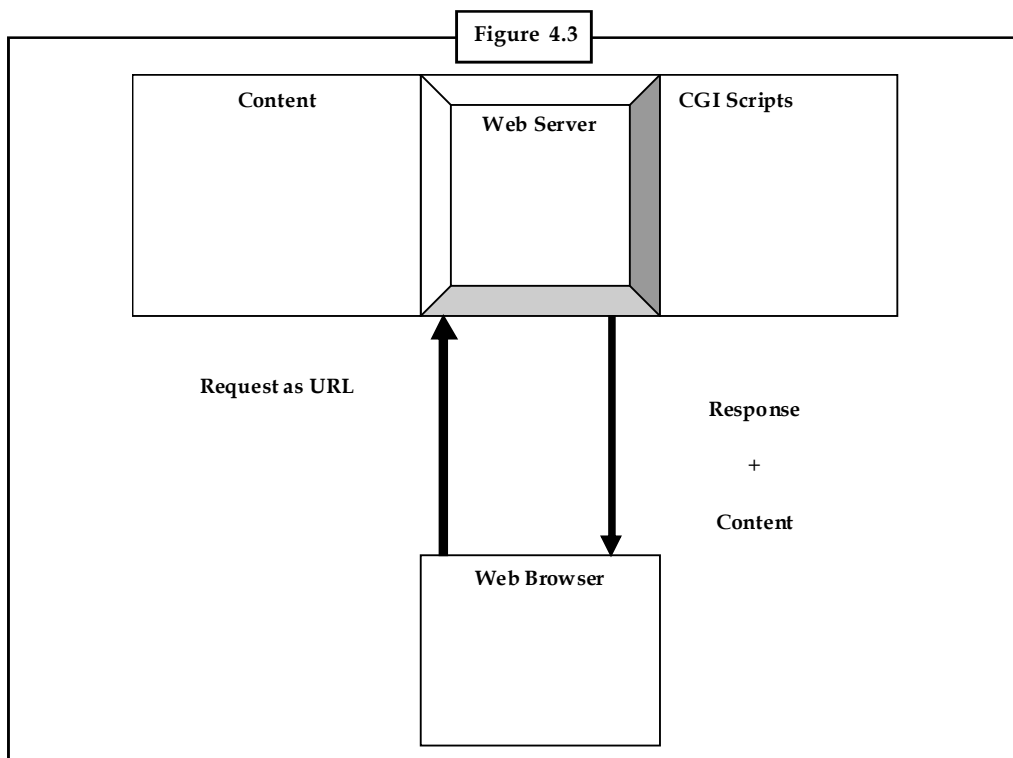 Figure 4.3
Content
Web Server
CGI Scripts
Request as URL
Response
+
Content
Web Browser